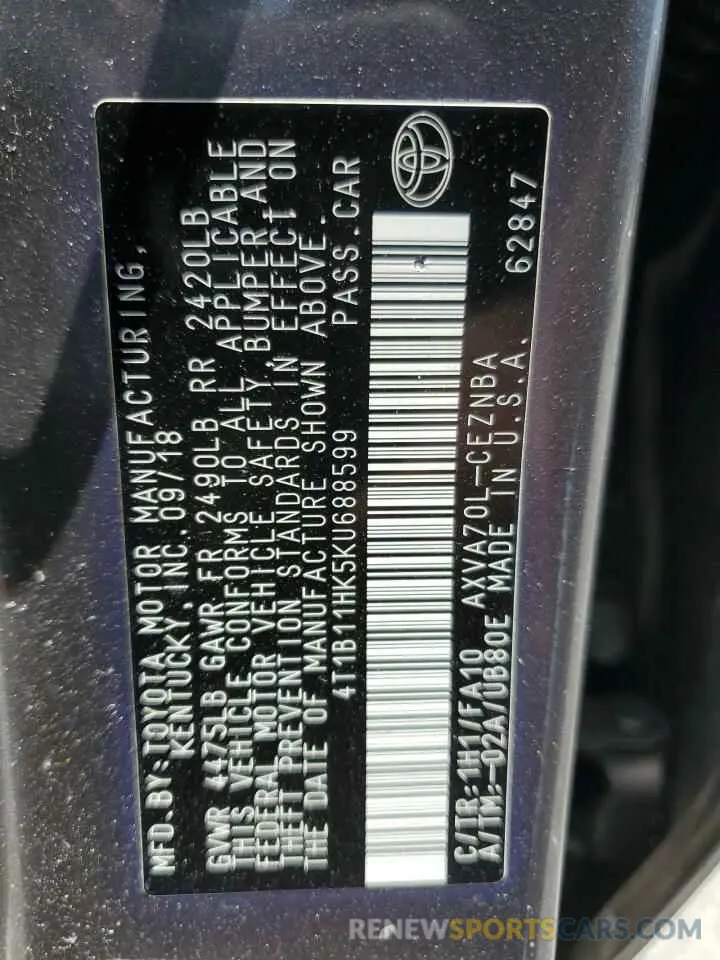 MFD.BY:TOYOTA MOTOR MANUFACTURING,
KENTUCKY, INC. 09/18
GVWR 4475LB GAWR FR 2490LB RR 2420LB
THIS VEHICLE CONFORMS TO ALL APPLICABLE
FEDERAL MOTOR VEHICLE SAFETY, BUMPER AND
THEFT PREVENTION STANDARDS IN EFFECT ON
THE DATE OF MANUFACTURE SHOWN ABOVE.
4T1B11HK5KU688599 PASS.CAR
C/TR:1H1/FA10 AXVA70L-CEZNBA
A/TM:-02A/UB80E MADE IN U.S.A. 62847
RENEWSPORTSCARS.COM